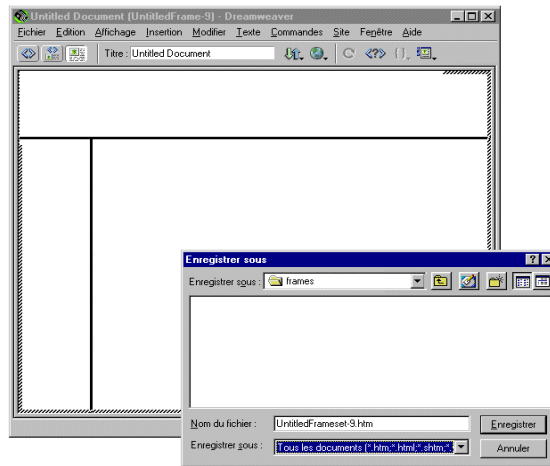 Untitled Document (UntitledFrame-9) - Dreamweaver
Fichier Edition Affichage Insertion Modifier Texte Commandes Site Fenêtre Aide
Titre : Untitled Document
Enregistrer sous
Enregistrer sous : frames
Nom du fichier : UntitledFrameset-9.htm Enregistrer
Enregistrer sous : Tous les documents (*.htm;*.html;*.shtm;*. Annuler